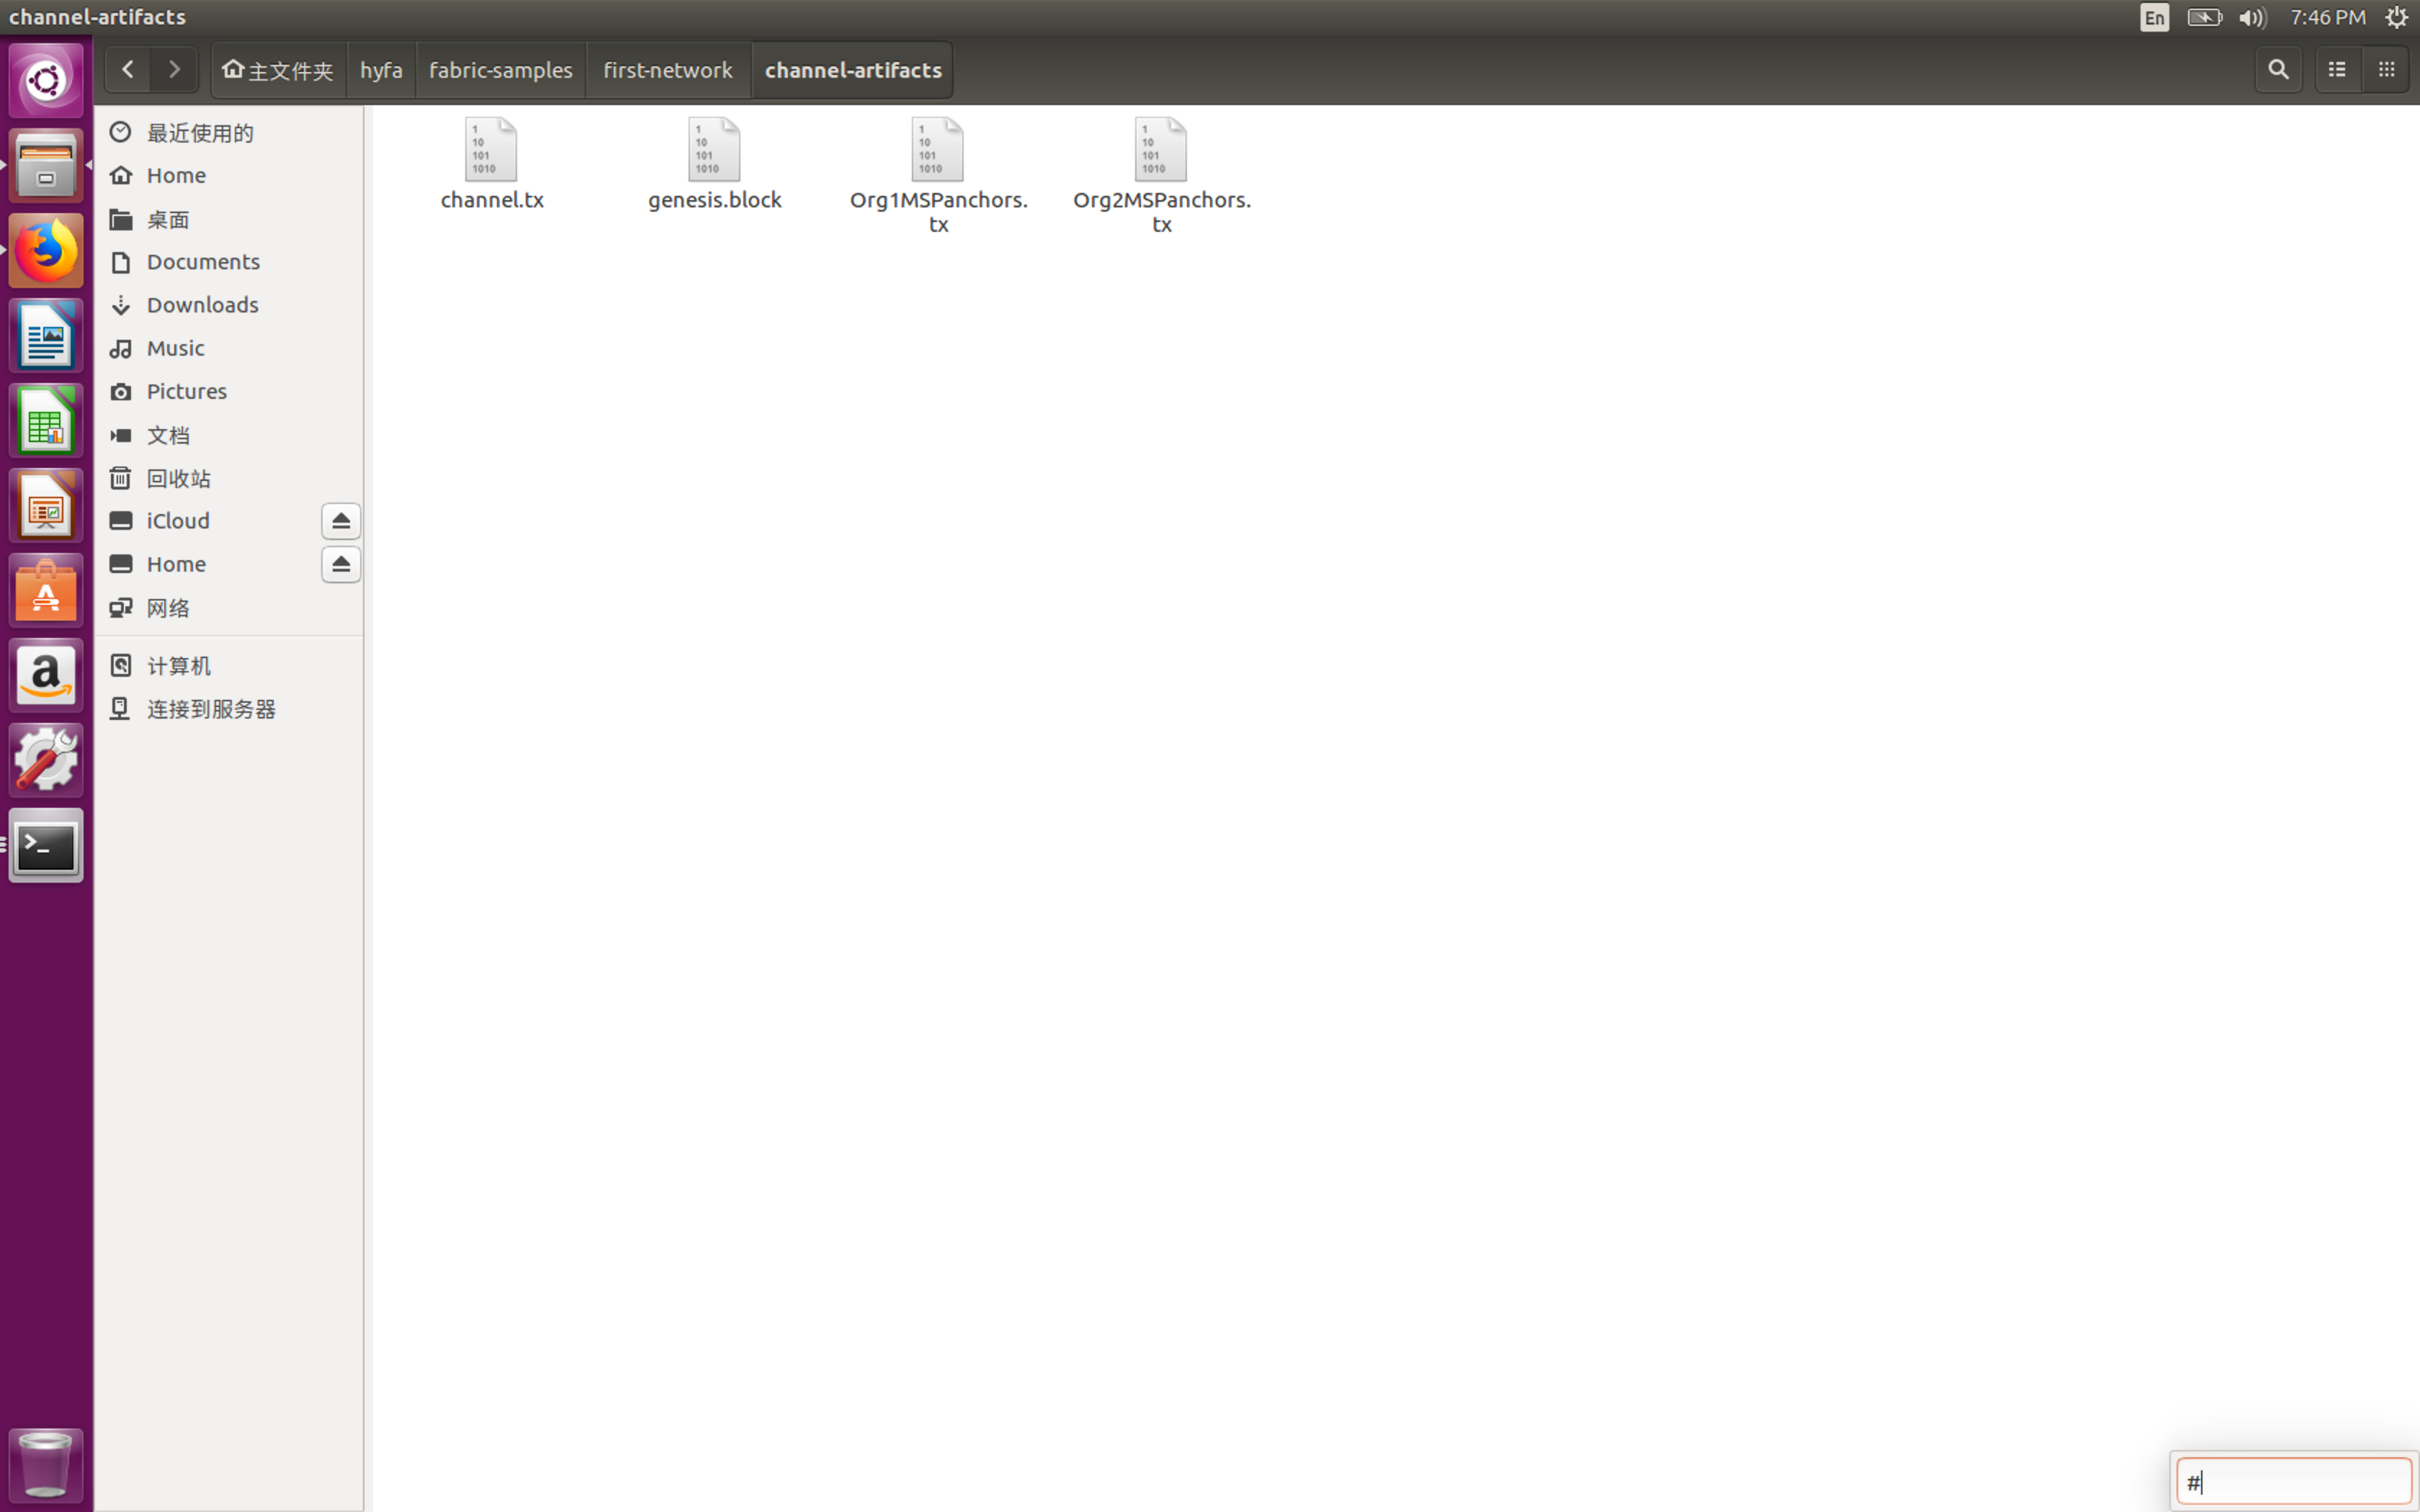 channel-artifacts
En
7:46 PM
主文件夹
hyfa
fabric-samples
first-network
channel-artifacts
最近使用的
Home
桌面
Documents
Downloads
Music
Pictures
文档
回收站
iCloud
Home
网络
计算机
连接到服务器
1
10
101
1010
channel.tx
1
10
101
1010
genesis.block
1
10
101
1010
Org1MSPanchors.
tx
1
10
101
1010
Org2MSPanchors.
tx
#